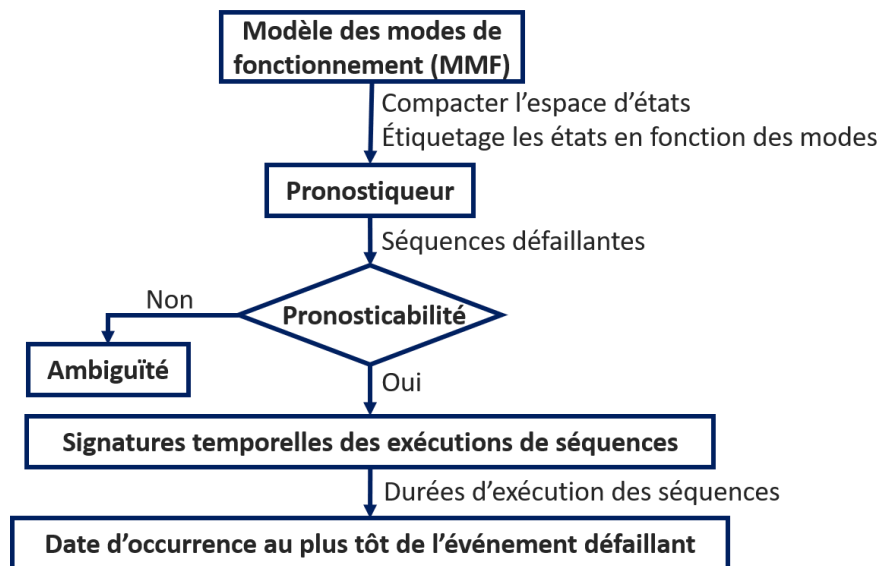 Modèle des modes de
fonctionnement (MMF)
Compacter l'espace d'états
Étiquetage les états en fonction des modes
Pronostiqueur
Séquences défaillantes
Non
Pronosticabilité
Ambiguïté
Oui
Signatures temporelles des exécutions de séquences
Durées d'exécution des séquences
Date d'occurrence au plus tôt de l'événement défaillant